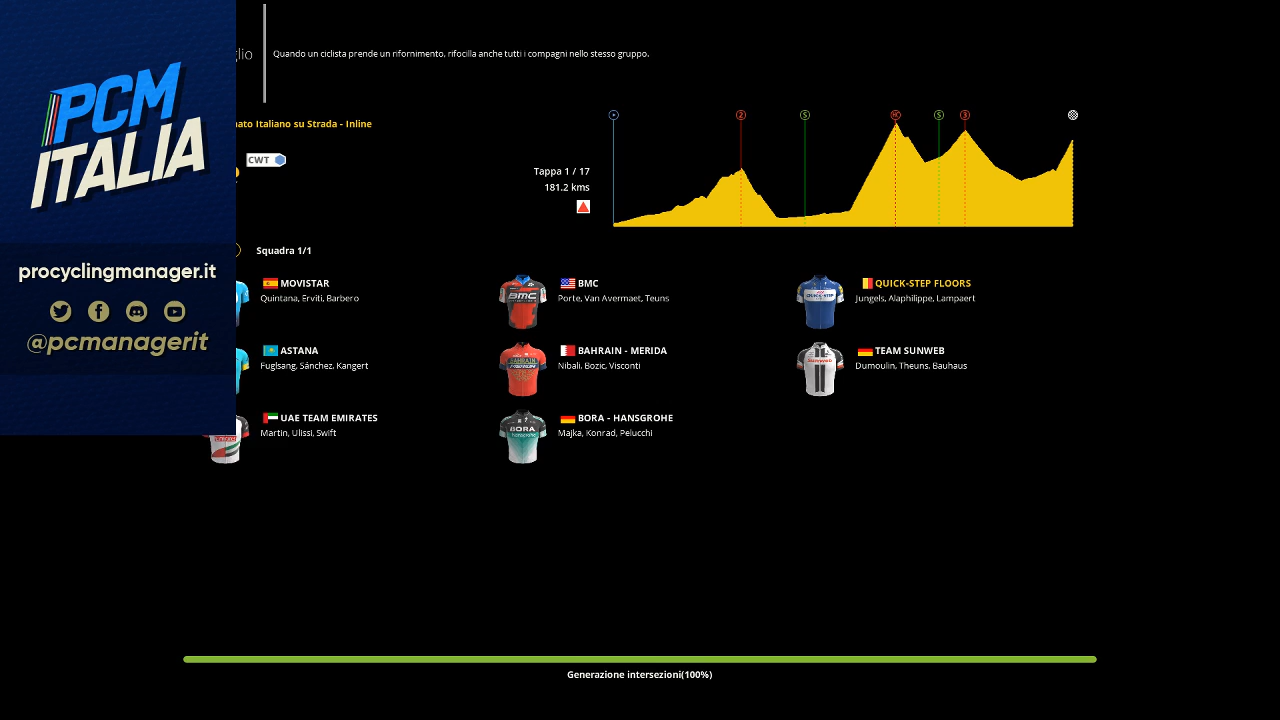 PCM
ITALIA
procyclingmanager.it
@pcmanagerit
glio
Quando un ciclista prende un rifornimento, rifocilla anche tutti i compagni nello stesso gruppo.
nato Italiano su Strada - Inline
CWT
Tappa 1 / 17
181.2 kms
2
S
HC
S
3
Squadra 1/1
MOVISTAR
Quintana, Erviti, Barbero
BMC
Porte, Van Avermaet, Teuns
QUICK-STEP FLOORS
Jungels, Alaphilippe, Lampaert
ASTANA
Fuglsang, Sánchez, Kangert
BAHRAIN - MERIDA
Nibali, Bozic, Visconti
TEAM SUNWEB
Dumoulin, Theuns, Bauhaus
UAE TEAM EMIRATES
Martin, Ulissi, Swift
BORA - HANSGROHE
Majka, Konrad, Pelucchi
Generazione intersezioni(100%)